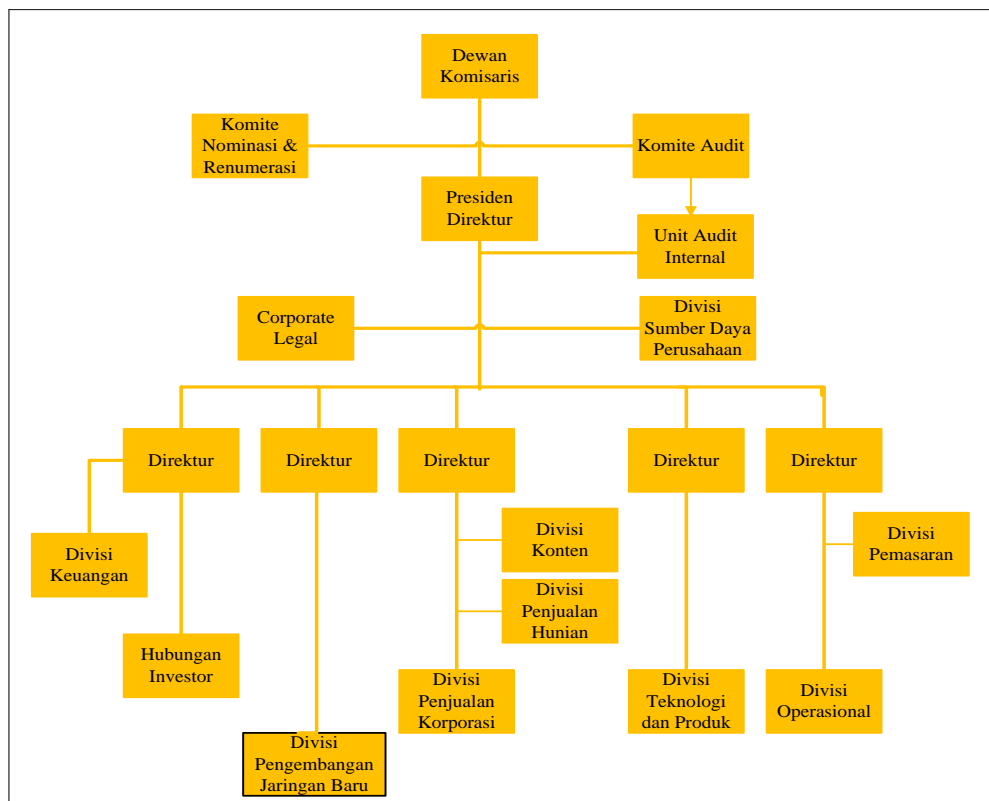 Dewan
Komisaris
Komite
Nominasi &
Renumerasi
Komite Audit
Presiden
Direktur
Unit Audit
Internal
Corporate
Legal
Divisi
Sumber Daya
Perusahaan
Direktur
Direktur
Direktur
Direktur
Direktur
Divisi
Keuangan
Divisi
Konten
Divisi
Pemasaran
Divisi
Penjualan
Hunian
Hubungan
Investor
Divisi
Penjualan
Korporasi
Divisi
Teknologi
dan Produk
Divisi
Operasional
Divisi
Pengembangan
Jaringan Baru